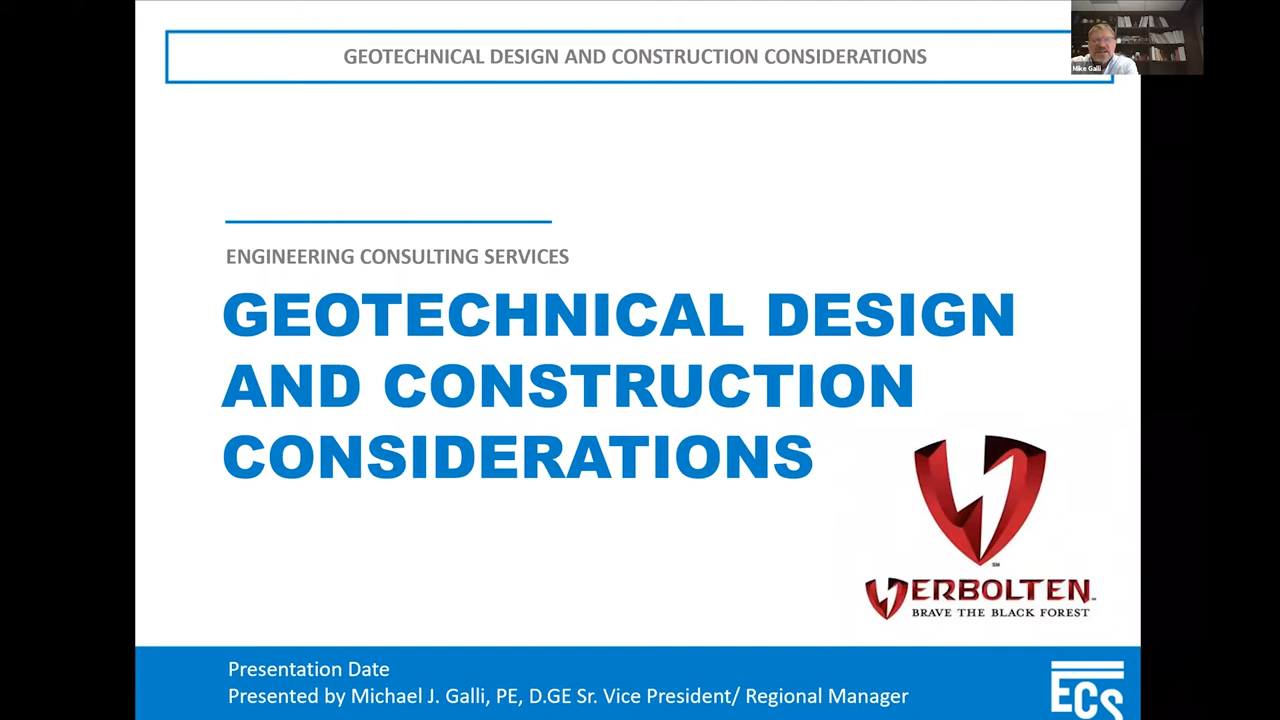 GEOTECHNICAL DESIGN AND CONSTRUCTION CONSIDERATIONS
Mike Galli
ENGINEERING CONSULTING SERVICES
GEOTECHNICAL DESIGN
AND CONSTRUCTION
CONSIDERATIONS
SM
VERBOLTEN
BRAVE THE BLACK FOREST
Presentation Date
Presented by Michael J. Galli, PE, D.GE Sr. Vice President/ Regional Manager
ECS